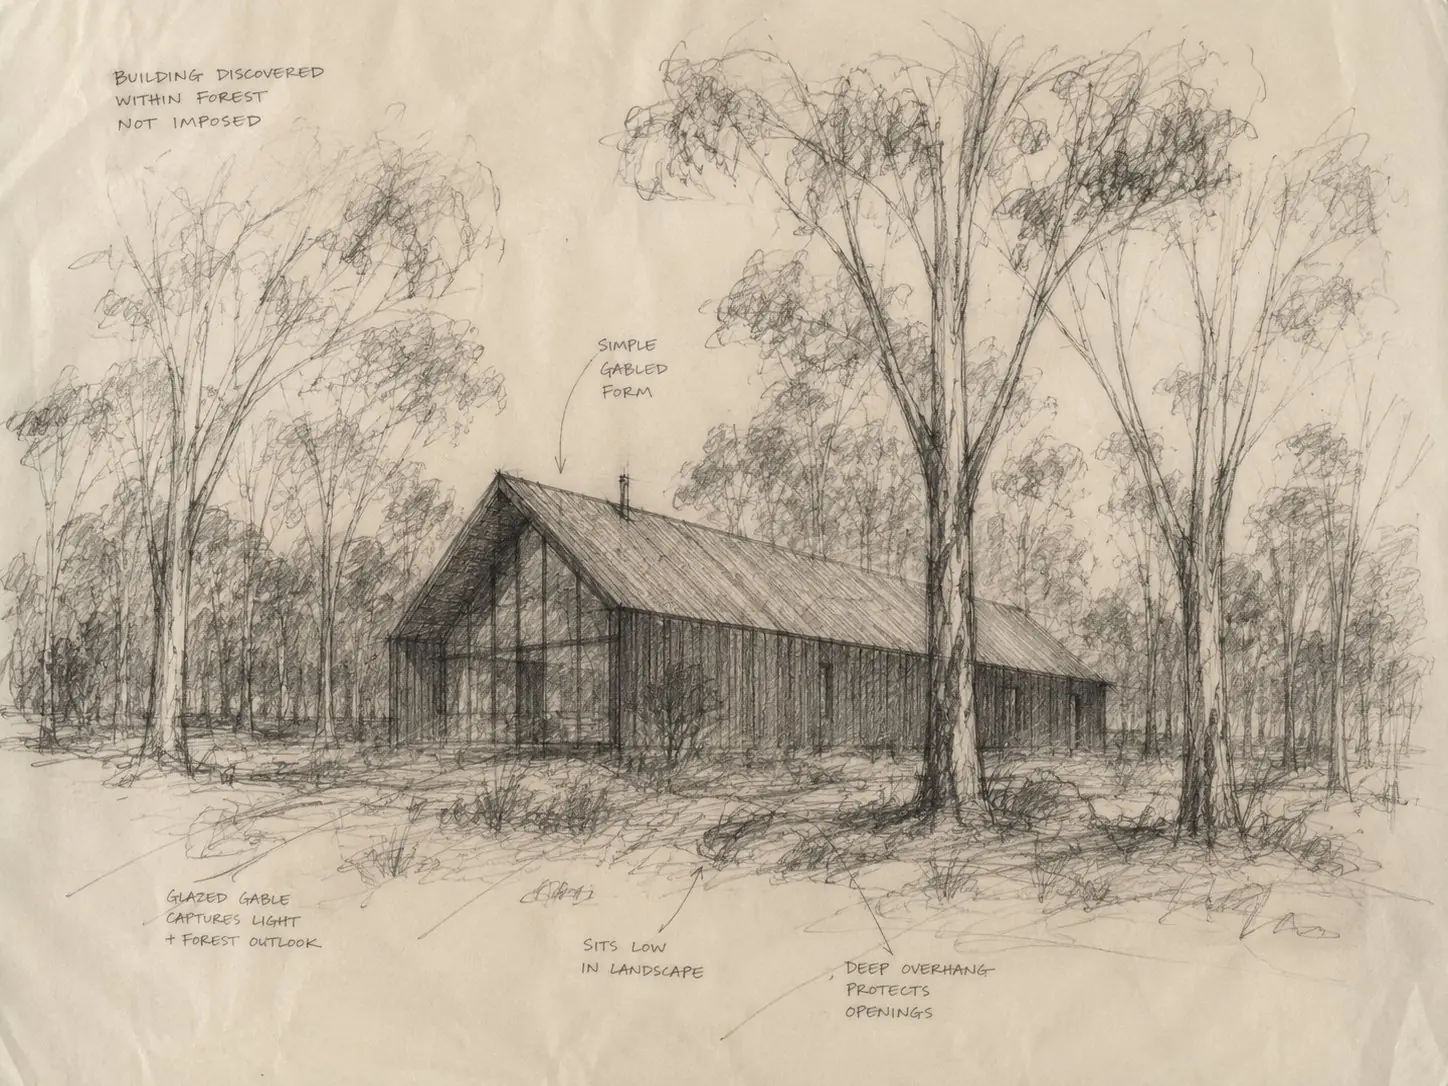 BUILDING DISCOVERED
WITHIN FOREST
NOT IMPOSED
SIMPLE
GABLED
FORM
GLAZED GABLE
CAPTURES LIGHT
+ FOREST OUTLOOK
SITS LOW
IN LANDSCAPE
DEEP OVERHANG
PROTECTS
OPENINGS